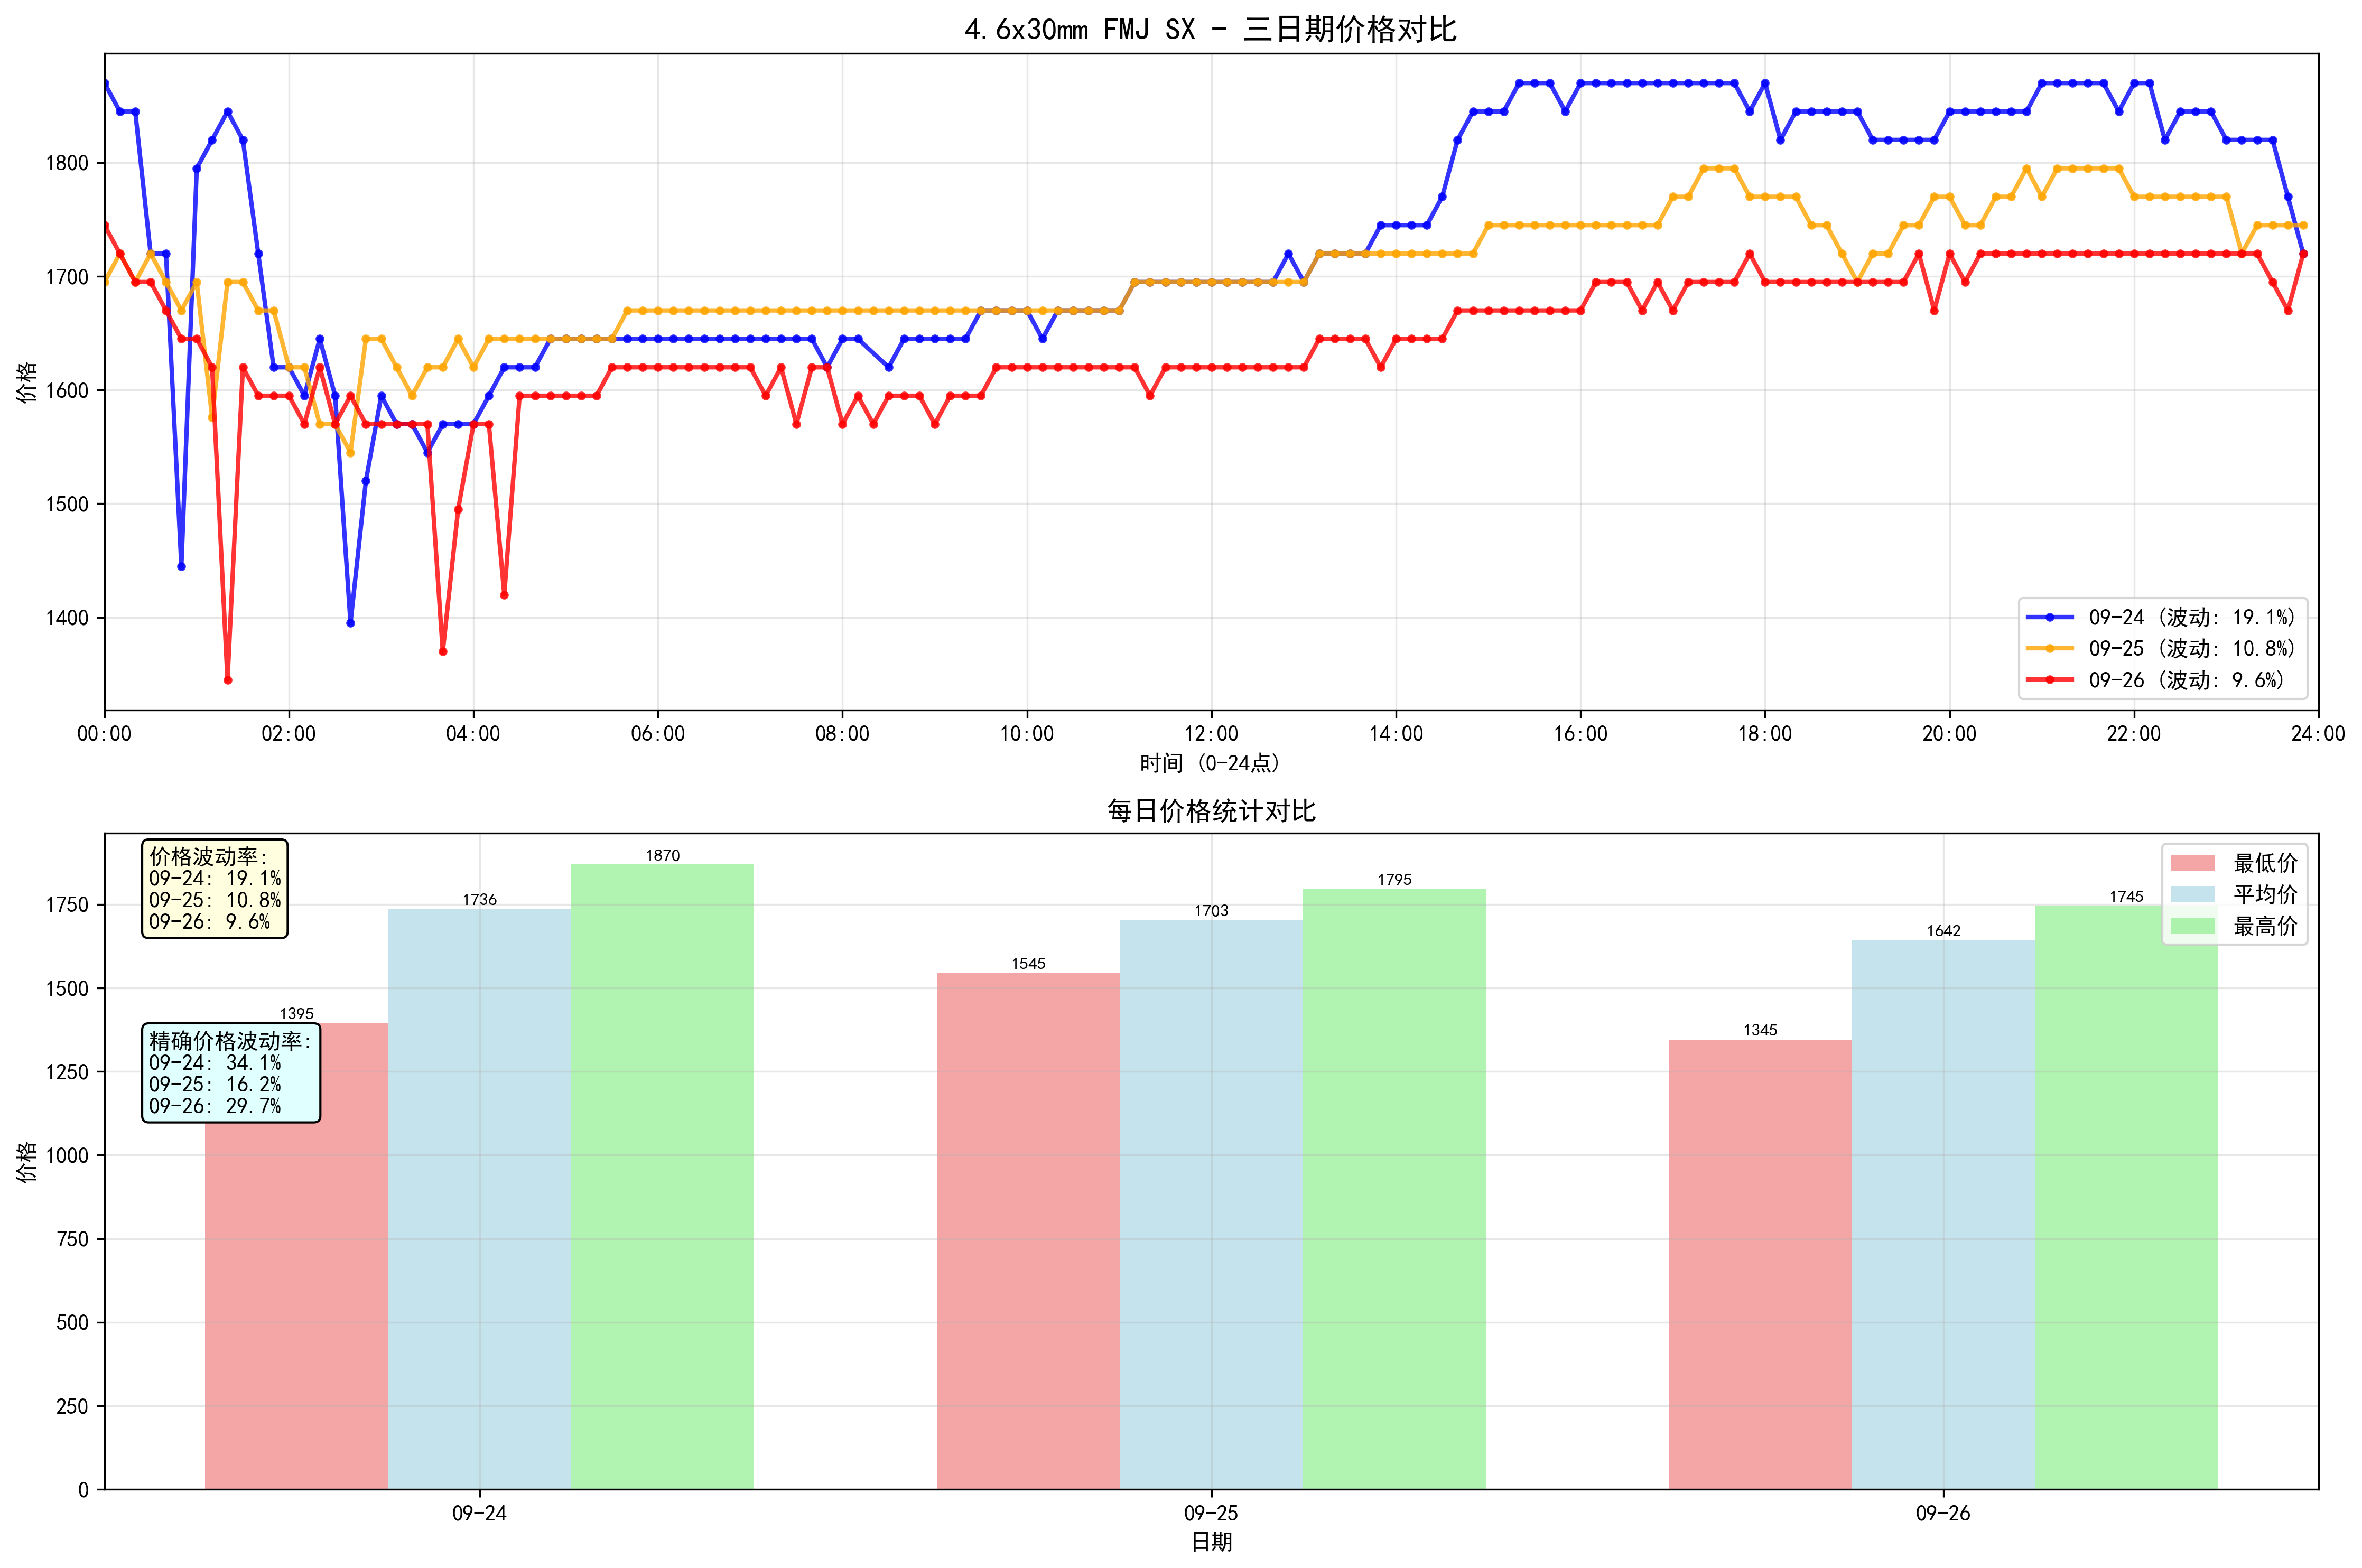 4.6x30mm FMJ SX - 三日期价格对比
价格
1800
1700
1600
1500
1400
09-24 (波动: 19.1%)
09-25 (波动: 10.8%)
09-26 (波动: 9.6%)
00:00 02:00 04:00 06:00 08:00 10:00 12:00 14:00 16:00 18:00 20:00 22:00 24:00
时间 (0-24点)
每日价格统计对比
价格
1750
1500
1250
1000
750
500
250
0
价格波动率:
09-24: 19.1%
09-25: 10.8%
09-26: 9.6%
精确价格波动率:
09-24: 34.1%
09-25: 16.2%
09-26: 29.7%
1395 1736 1870
1545 1703 1795
1345 1642 1745
最低价
平均价
最高价
09-24 09-25 09-26
日期